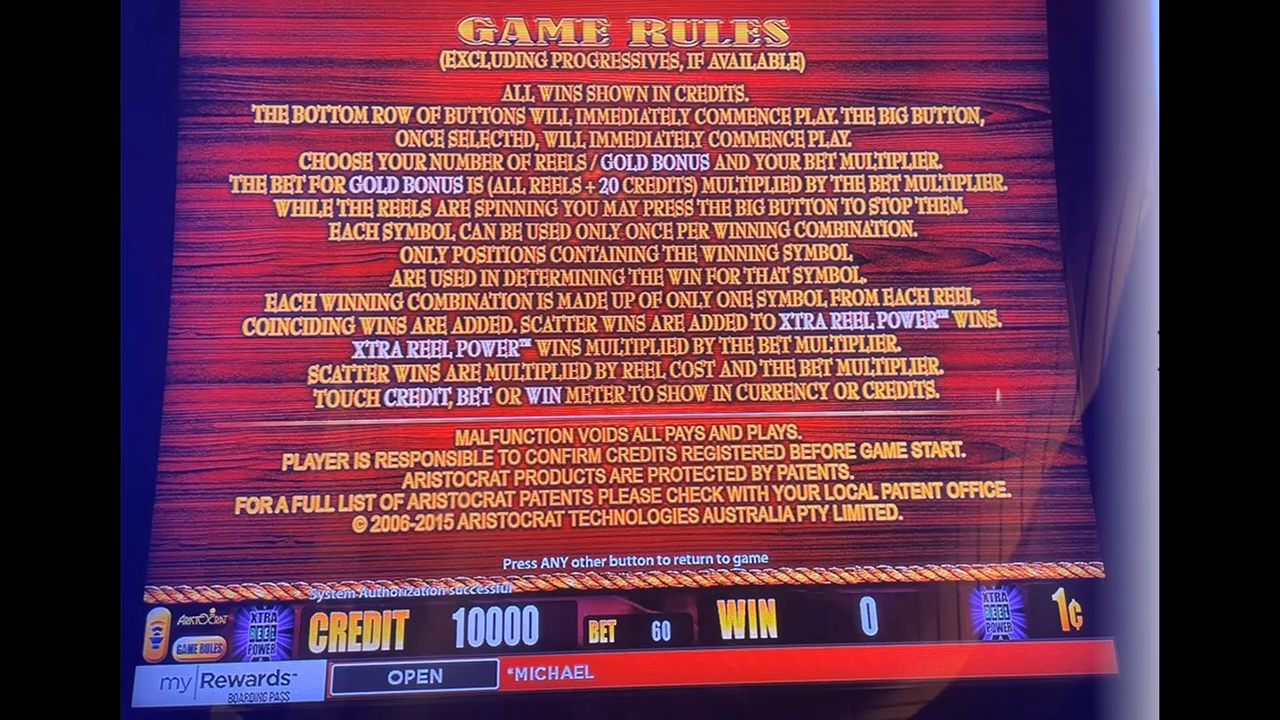 GAME RULES
(EXCLUDING PROGRESSIVES, IF AVAILABLE)
ALL WINS SHOWN IN CREDITS.
THE BOTTOM ROW OF BUTTONS WILL IMMEDIATELY COMMENCE PLAY. THE BIG BUTTON,
ONCE SELECTED, WILL IMMEDIATELY COMMENCE PLAY.
CHOOSE YOUR NUMBER OF REELS / GOLD BONUS AND YOUR BET MULTIPLIER.
THE BET FOR GOLD BONUS IS (ALL REELS + 20 CREDITS) MULTIPLIED BY THE BET MULTIPLIER.
WHILE THE REELS ARE SPINNING YOU MAY PRESS THE BIG BUTTON TO STOP THEM.
EACH SYMBOL CAN BE USED ONLY ONCE PER WINNING COMBINATION.
ONLY POSITIONS CONTAINING THE WINNING SYMBOL
ARE USED IN DETERMINING THE WIN FOR THAT SYMBOL.
EACH WINNING COMBINATION IS MADE UP OF ONLY ONE SYMBOL FROM EACH REEL.
COINCIDING WINS ARE ADDED. SCATTER WINS ARE ADDED TO XTRA REEL POWER™ WINS.
XTRA REEL POWER™ WINS MULTIPLIED BY THE BET MULTIPLIER.
SCATTER WINS ARE MULTIPLIED BY REEL COST AND THE BET MULTIPLIER.
TOUCH CREDIT, BET OR WIN METER TO SHOW IN CURRENCY OR CREDITS.
MALFUNCTION VOIDS ALL PAYS AND PLAYS.
PLAYER IS RESPONSIBLE TO CONFIRM CREDITS REGISTERED BEFORE GAME START.
ARISTOCRAT PRODUCTS ARE PROTECTED BY PATENTS.
FOR A FULL LIST OF ARISTOCRAT PATENTS PLEASE CHECK WITH YOUR LOCAL PATENT OFFICE.
© 2006-2015 ARISTOCRAT TECHNOLOGIES AUSTRALIA PTY LIMITED.
Press ANY other button to return to game
System Authorization successful
ARISTOCRAT
GAME RULES
XTRA REEL POWER
CREDIT 10000
BET 60
WIN 0
XTRA REEL POWER
1¢
my|Rewards™
BOARDING PASS
OPEN
*MICHAEL